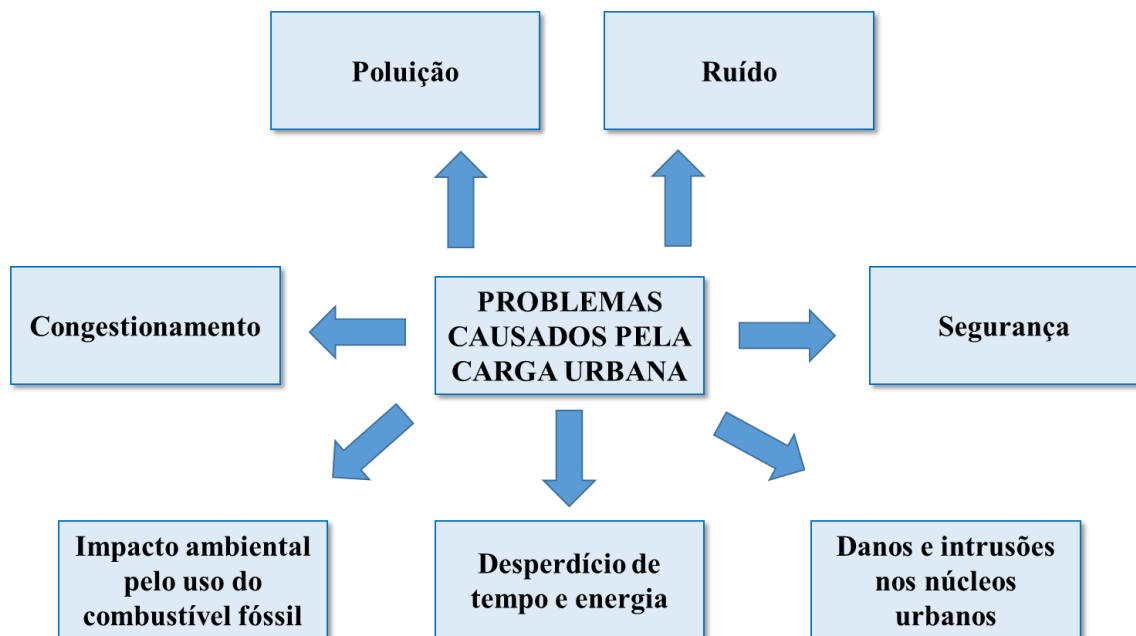 Poluição
Ruído
Congestionamento
PROBLEMAS
CAUSADOS PELA
CARGA URBANA
Segurança
Impacto ambiental
pelo uso do
combustível fóssil
Desperdício de
tempo e energia
Danos e intrusões
nos núcleos
urbanos